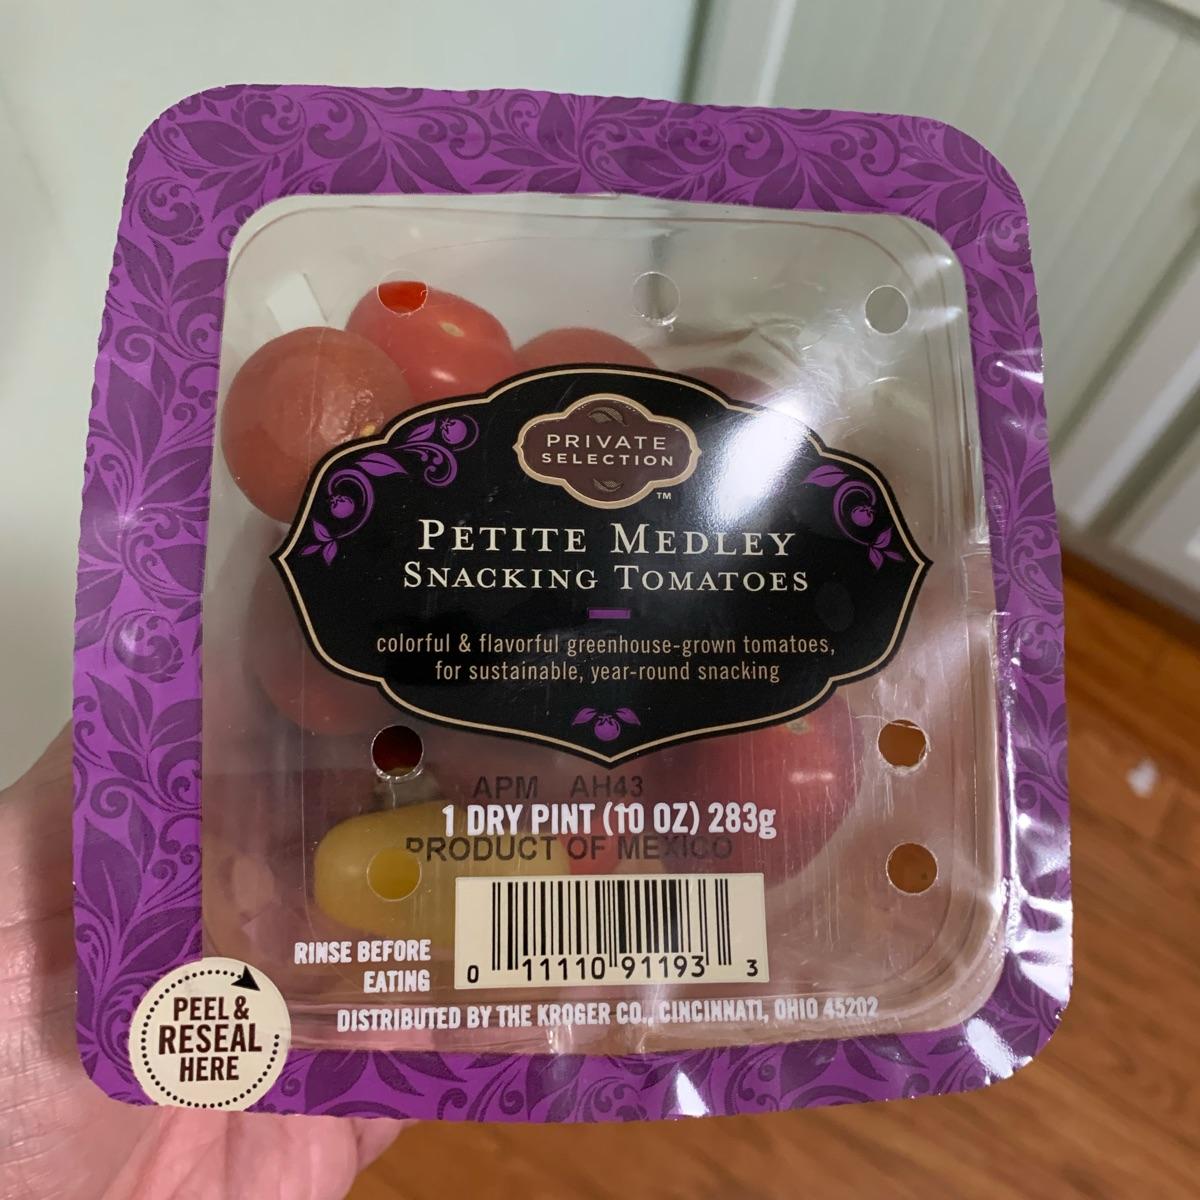 PRIVATE
SELECTION
™
PETITE MEDLEY
SNACKING TOMATOES
colorful & flavorful greenhouse-grown tomatoes,
for sustainable, year-round snacking
APM AH43
1 DRY PINT (10 OZ) 283g
PRODUCT OF MEXICO
RINSE BEFORE
EATING
0 11110 91193 3
DISTRIBUTED BY THE KROGER CO., CINCINNATI, OHIO 45202
PEEL &
RESEAL
HERE